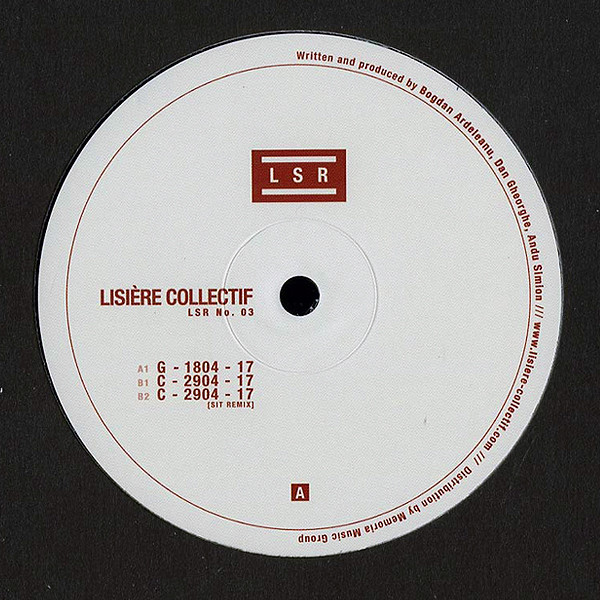 Written and produced by Bogdan Ardeleanu, Dan Gheorghe, Andu Simion /// www.lisiere-collectif.com /// Distribution by Memoria Music Group
LSR
LISIÈRE COLLECTIF
LSR No. 03
A1 G - 1804 - 17
B1 C - 2904 - 17
B2 C - 2904 - 17
[SIT REMIX]
A